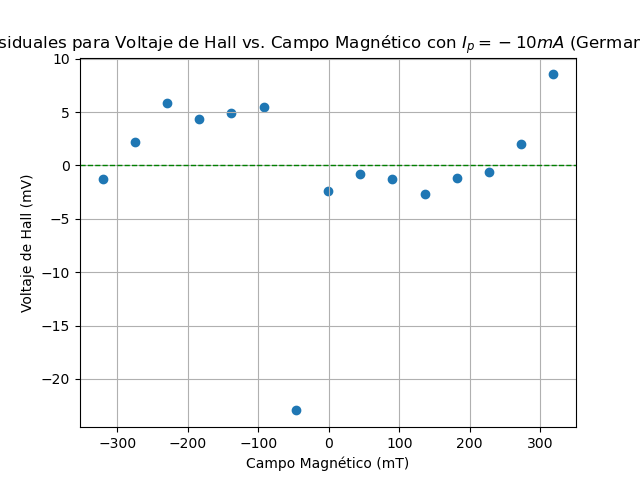 siduales para Voltaje de Hall vs. Campo Magnético con $I_p = -10mA$ (German
10
5
0
−5
−10
−15
−20
Voltaje de Hall (mV)
−300 −200 −100 0 100 200 300
Campo Magnético (mT)